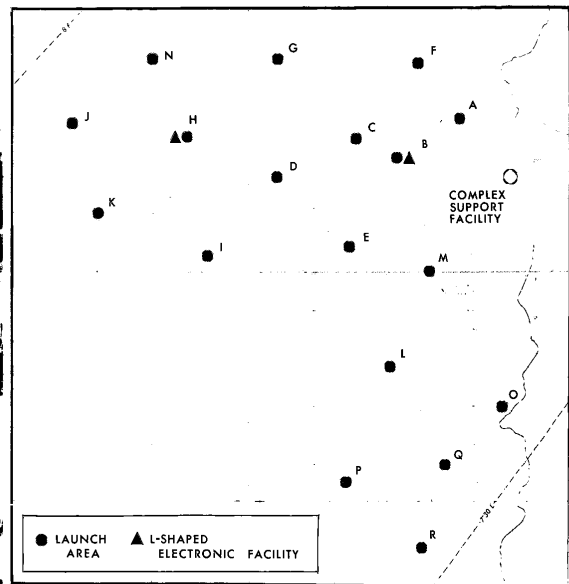 N
G
F
A
J
H
C
B
D
COMPLEX
SUPPORT
FACILITY
K
E
I
M
L
O
Q
P
R
LAUNCH
AREA
L-SHAPED
ELECTRONIC FACILITY